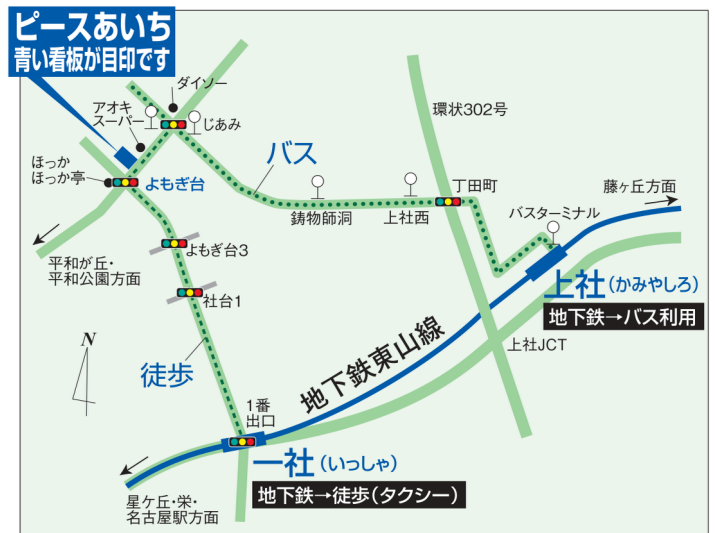 ピースあいち
青い看板が目印です
ダイソー
アオキ
スーパー
じあみ
環状302号
バス
ほっか
ほっか亭
よもぎ台
鋳物師洞
上社西
丁田町
藤ヶ丘方面
バスターミナル
平和が丘・
平和公園方面
よもぎ台3
社台1
上社(かみやしろ)
地下鉄→バス利用
N
徒歩
地下鉄東山線
上社JCT
1番
出口
一社(いっしゃ)
地下鉄→徒歩(タクシー)
星ケ丘・栄・
名古屋駅方面